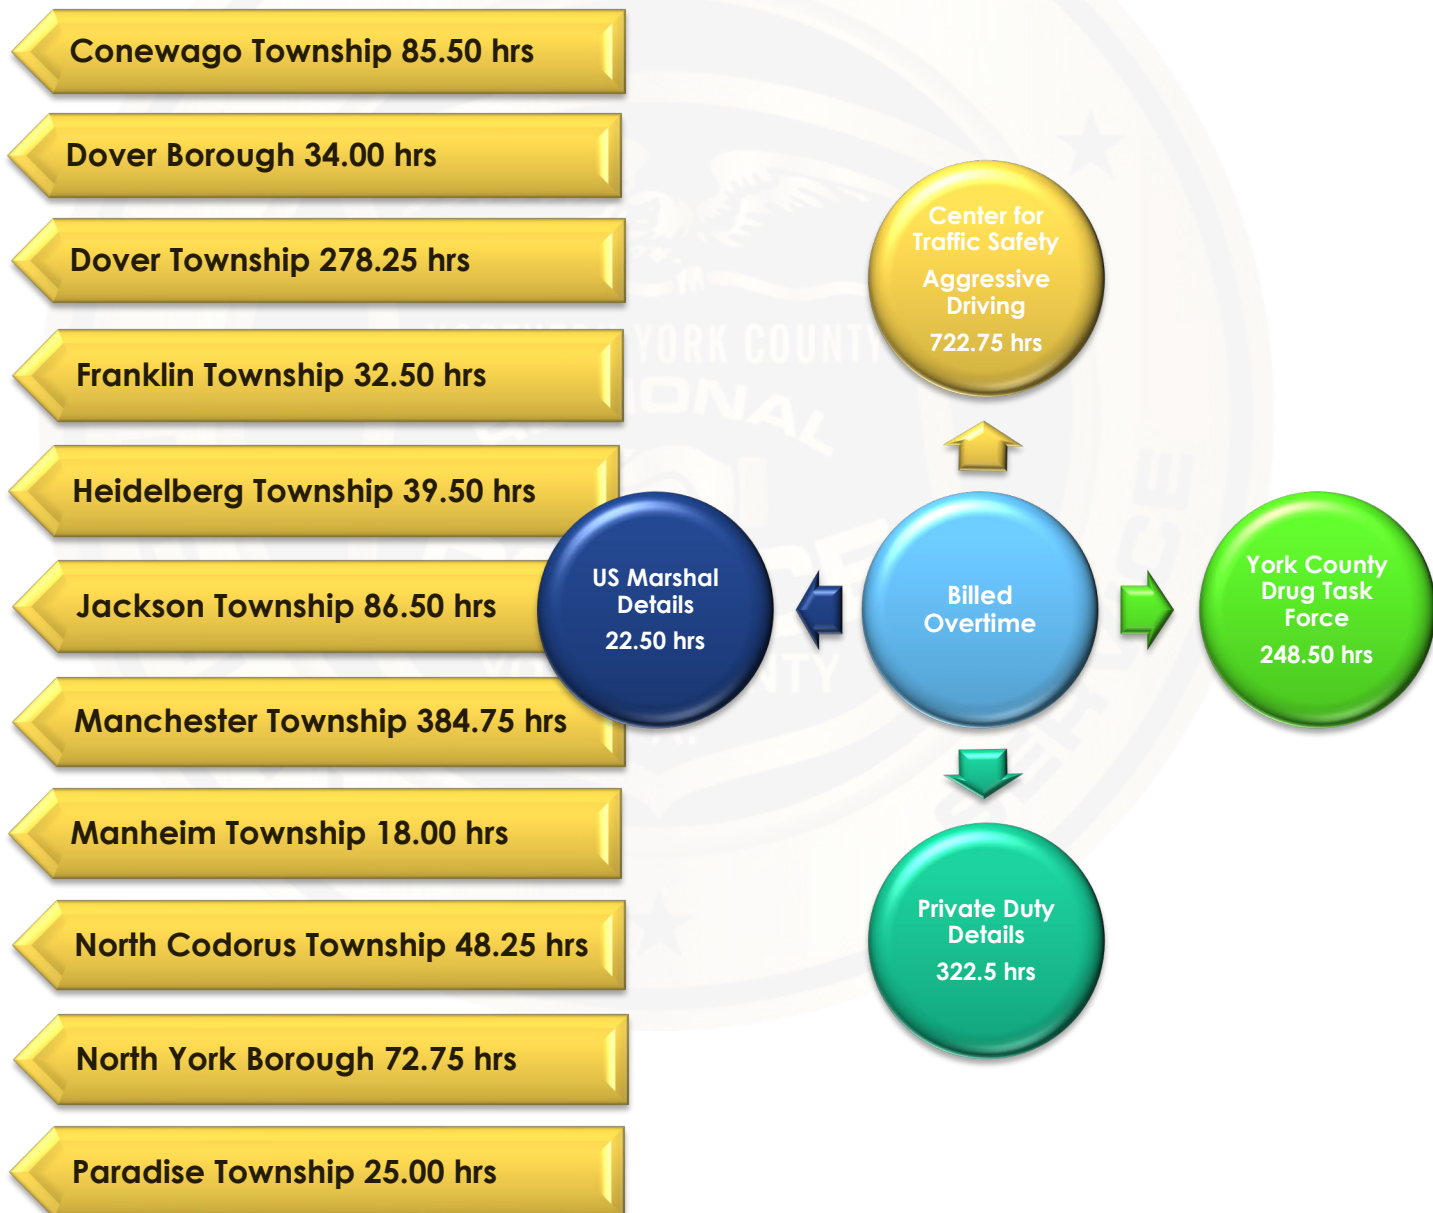 Conewago Township 85.50 hrs
Dover Borough 34.00 hrs
Dover Township 278.25 hrs
Franklin Township 32.50 hrs
Heidelberg Township 39.50 hrs
Jackson Township 86.50 hrs
Manchester Township 384.75 hrs
Manheim Township 18.00 hrs
North Codorus Township 48.25 hrs
North York Borough 72.75 hrs
Paradise Township 25.00 hrs
Center for
Traffic Safety
Aggressive
Driving
722.75 hrs
US Marshal
Details
22.50 hrs
Billed
Overtime
York County
Drug Task
Force
248.50 hrs
Private Duty
Details
322.5 hrs
YORK COUNTY
SERVICE